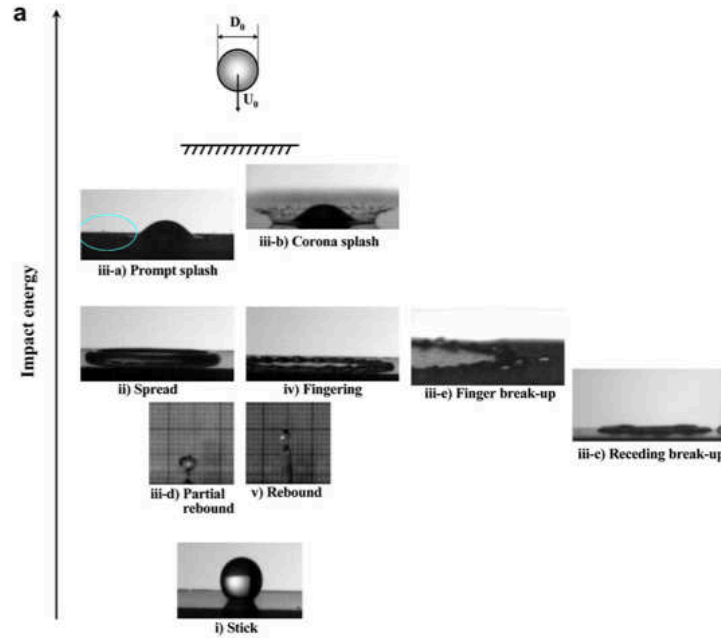 a
D₀
U₀
iii-a) Prompt splash
iii-b) Corona splash
Impact energy
ii) Spread
iv) Fingering
iii-e) Finger break-up
iii-c) Receding break-up
iii-d) Partial
rebound
v) Rebound
i) Stick